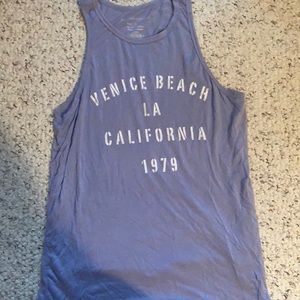 VENICE BEACH
LA
CALIFORNIA
1979